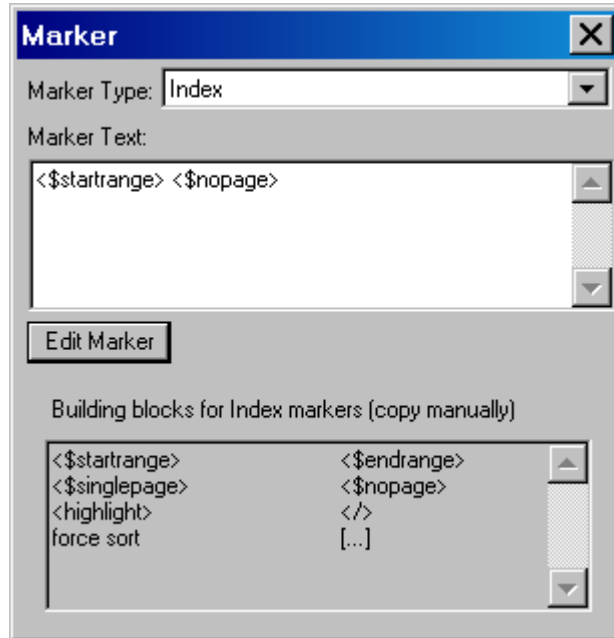 Marker
Marker Type: Index
Marker Text:
<$startrange> <$nopage>
Edit Marker
Building blocks for Index markers (copy manually)
<$startrange> <$endrange>
<$singlepage> <$nopage>
<highlight> </>
force sort [...]